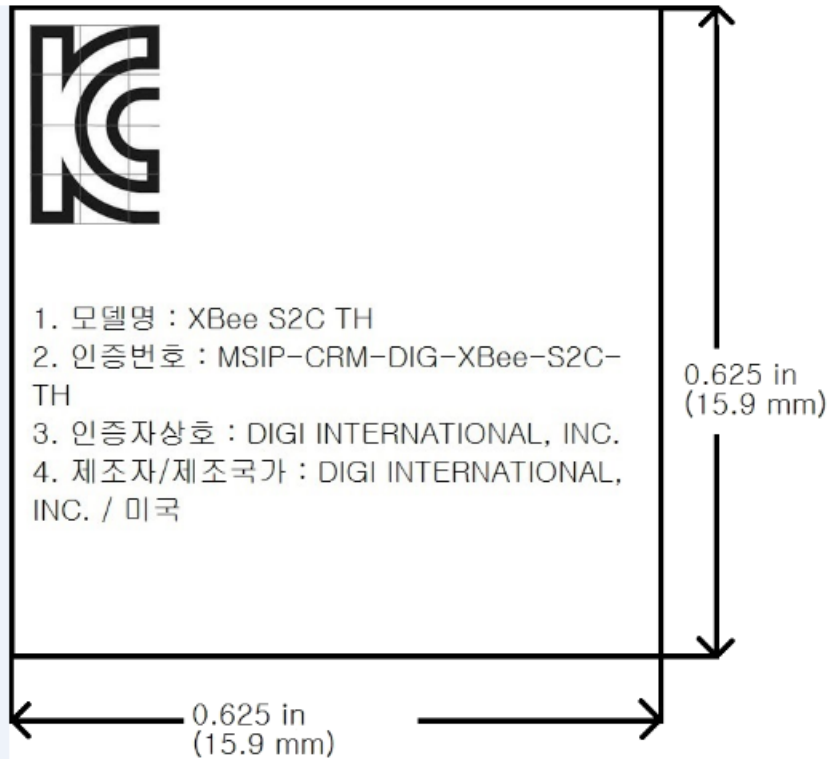 KC
1. 모델명 : XBee S2C TH
2. 인증번호 : MSIP-CRM-DIG-XBee-S2C-
TH
3. 인증자상호 : DIGI INTERNATIONAL, INC.
4. 제조자/제조국가 : DIGI INTERNATIONAL,
INC. / 미국
0.625 in
(15.9 mm)
0.625 in
(15.9 mm)